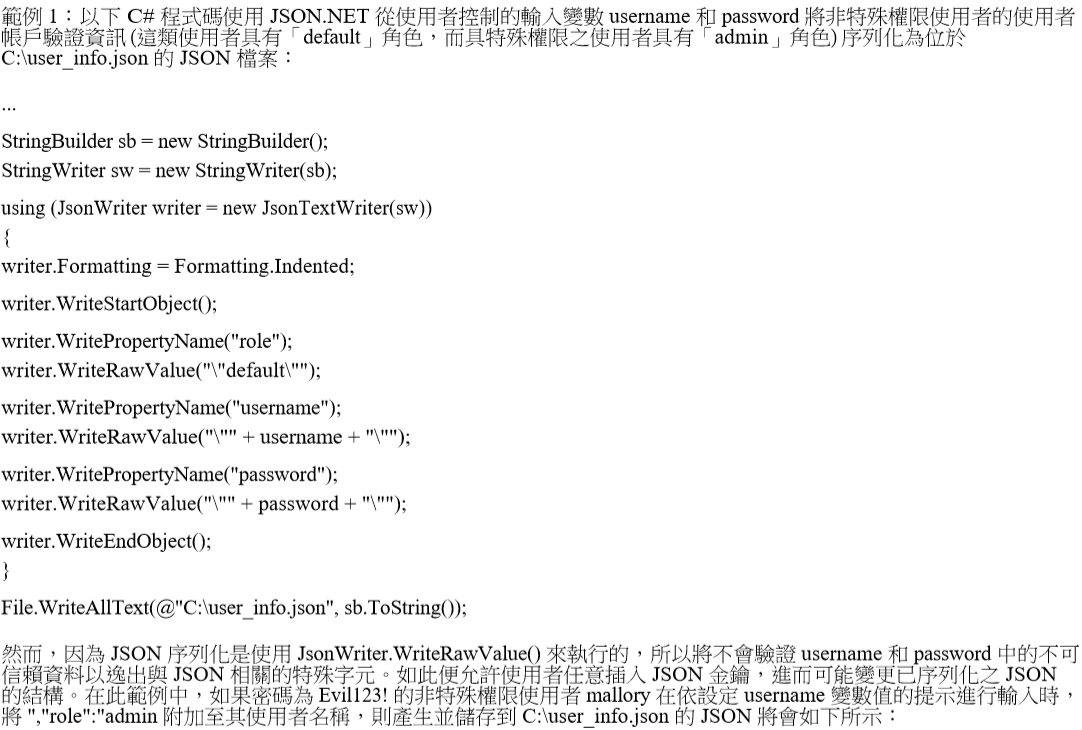 範例 1：以下 C# 程式碼使用 JSON.NET 從使用者控制的輸入變數 username 和 password 將非特殊權限使用者的使用者
帳戶驗證資訊 (這類使用者具有「default」角色，而具特殊權限之使用者具有「admin」角色) 序列化為位於
C:\user_info.json 的 JSON 檔案：
...
StringBuilder sb = new StringBuilder();
StringWriter sw = new StringWriter(sb);
using (JsonWriter writer = new JsonTextWriter(sw))
{
writer.Formatting = Formatting.Indented;
writer.WriteStartObject();
writer.WritePropertyName("role");
writer.WriteRawValue("\"default\"");
writer.WritePropertyName("username");
writer.WriteRawValue("\"" + username + "\"");
writer.WritePropertyName("password");
writer.WriteRawValue("\"" + password + "\"");
writer.WriteEndObject();
}
File.WriteAllText(@"C:\user_info.json", sb.ToString());
然而，因為 JSON 序列化是使用 JsonWriter.WriteRawValue() 來執行的，所以將不會驗證 username 和 password 中的不可
信賴資料以逸出與 JSON 相關的特殊字元。如此便允許使用者任意插入 JSON 金鑰，進而可能變更已序列化之 JSON
的結構。在此範例中，如果密碼為 Evil123! 的非特殊權限使用者 mallory 在依設定 username 變數值的提示進行輸入時，
將 ","role":"admin 附加至其使用者名稱，則產生並儲存到 C:\user_info.json 的 JSON 將會如下所示：